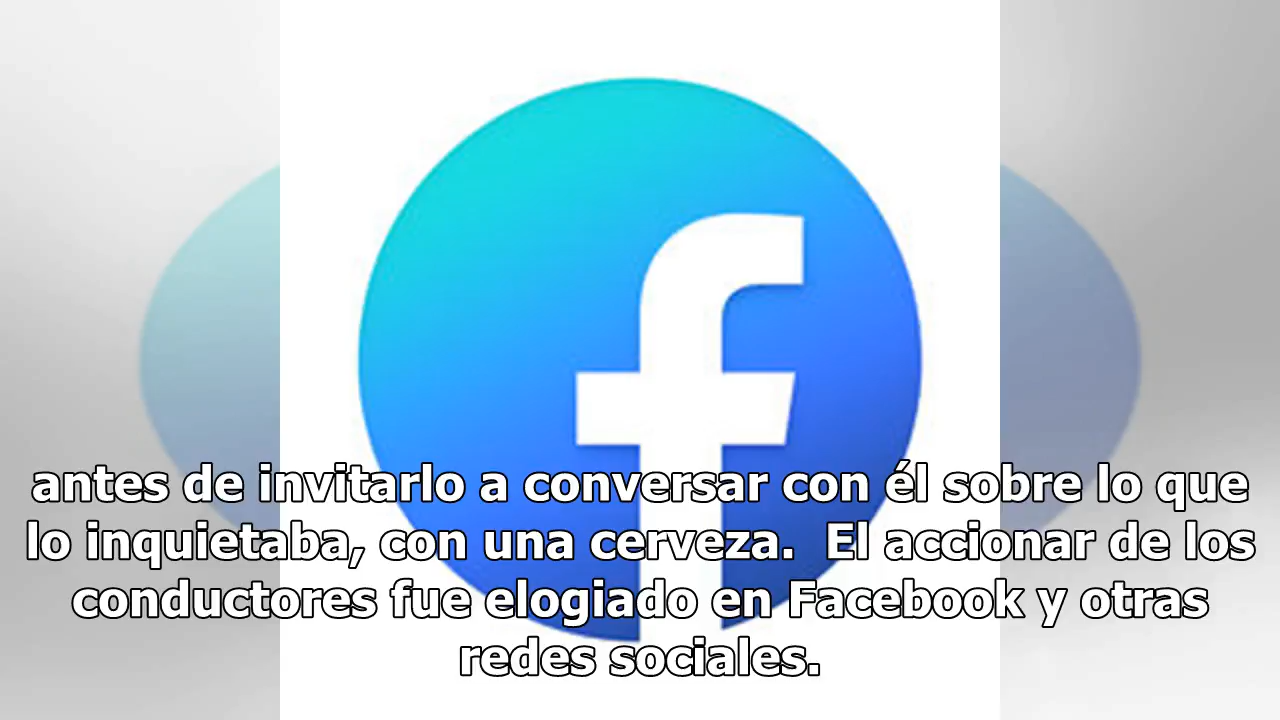 antes de invitarlo a conversar con él sobre lo que
lo inquietaba, con una cerveza.  El accionar de los
conductores fue elogiado en Facebook y otras
redes sociales.